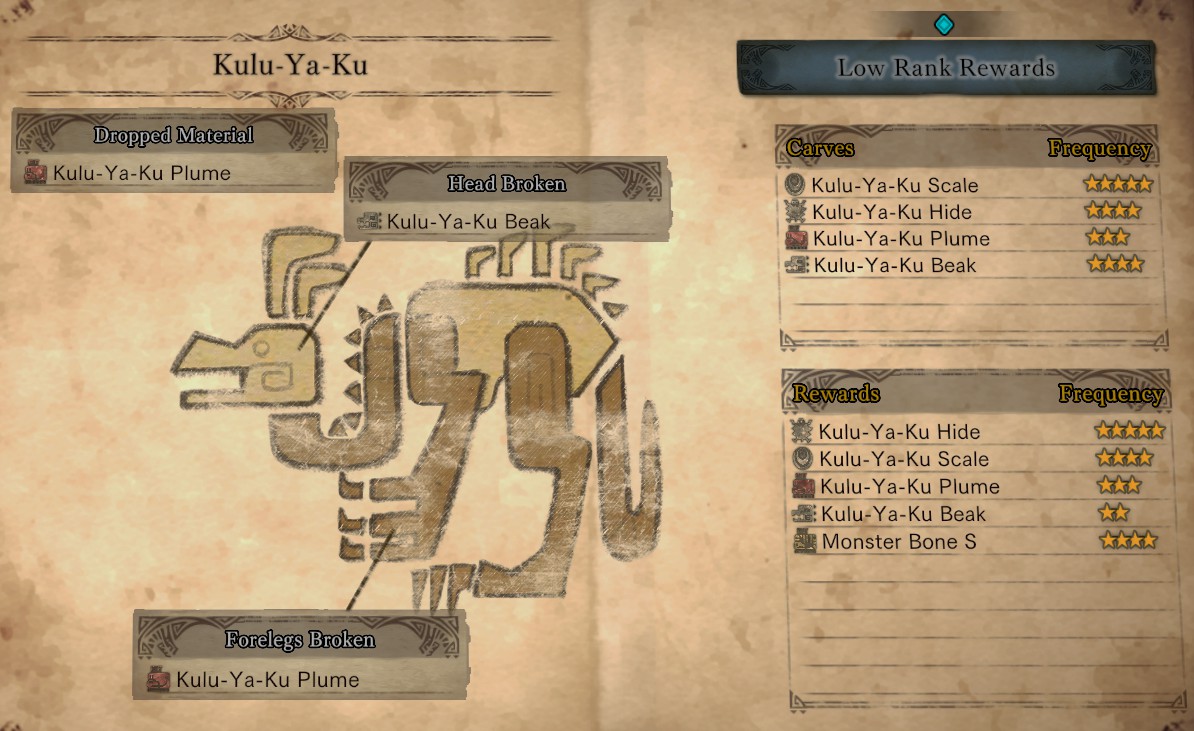 Kulu-Ya-Ku
Dropped Material
Kulu-Ya-Ku Plume
Head Broken
Kulu-Ya-Ku Beak
Forelegs Broken
Kulu-Ya-Ku Plume
Low Rank Rewards
Carves Frequency
Kulu-Ya-Ku Scale ★★★★★
Kulu-Ya-Ku Hide ★★★★
Kulu-Ya-Ku Plume ★★★
Kulu-Ya-Ku Beak ★★★★
Rewards Frequency
Kulu-Ya-Ku Hide ★★★★★
Kulu-Ya-Ku Scale ★★★★
Kulu-Ya-Ku Plume ★★★
Kulu-Ya-Ku Beak ★★
Monster Bone S ★★★★